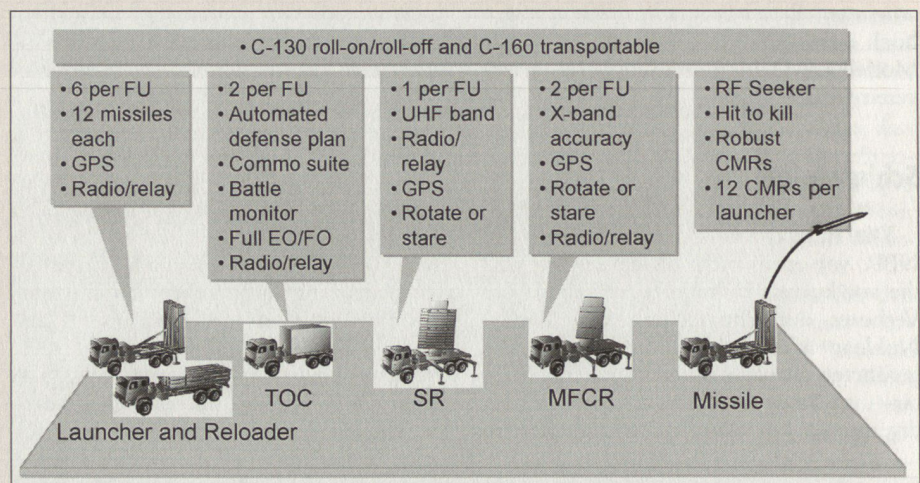 • C-130 roll-on/roll-off and C-160 transportable
• 6 per FU
• 12 missiles
each
• GPS
• Radio/relay
• 2 per FU
• Automated
defense plan
• Commo suite
• Battle
monitor
• Full EO/FO
• Radio/relay
• 1 per FU
• UHF band
• Radio/
relay
• GPS
• Rotate or
stare
• 2 per FU
• X-band
accuracy
• GPS
• Rotate or
stare
• Radio/relay
• RF Seeker
• Hit to kill
• Robust
CMRs
• 12 CMRs per
launcher
Launcher and Reloader
TOC
SR
MFCR
Missile